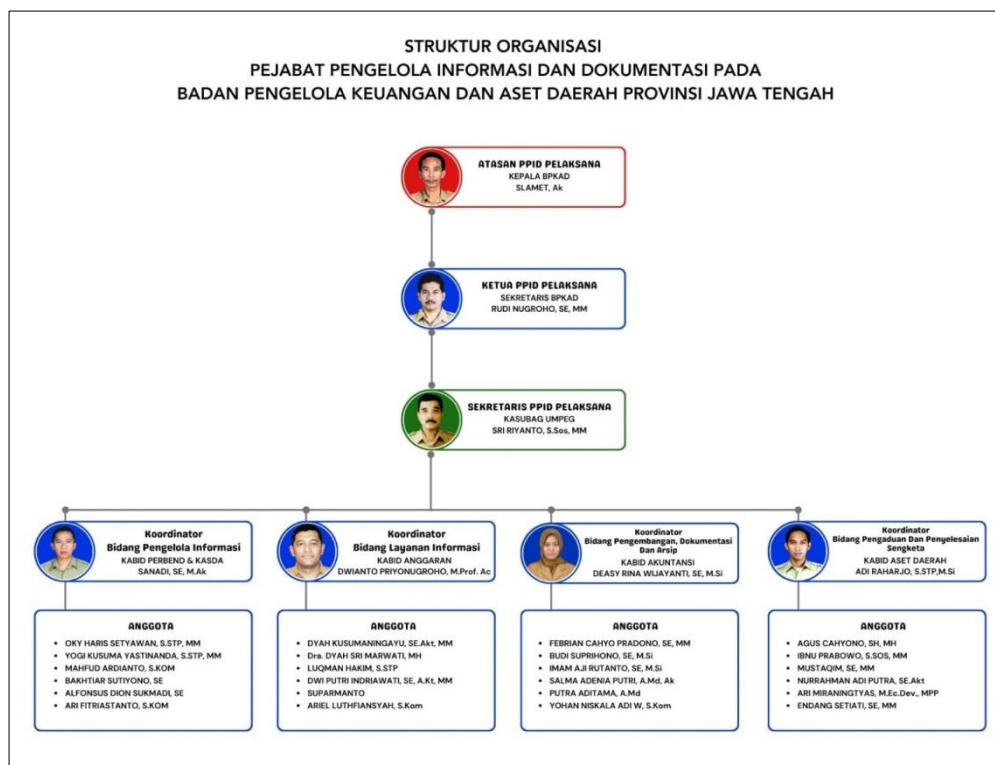 STRUKTUR ORGANISASI
PEJABAT PENGELOLA INFORMASI DAN DOKUMENTASI PADA
BADAN PENGELOLA KEUANGAN DAN ASET DAERAH PROVINSI JAWA TENGAH
ATASAN PPID PELAKSANA
KEPALA BPKAD
SLAMET, Ak
KETUA PPID PELAKSANA
SEKRETARIS BPKAD
RUDI NUGROHO, SE, MM
SEKRETARIS PPID PELAKSANA
KASUBAG UMPEG
SRI RIYANTO, S.Sos, MM
Koordinator
Bidang Pengelola Informasi
KABID PERBEND & KASDA
SANADI, SE, M.Ak
Koordinator
Bidang Layanan Informasi
KABID ANGGARAN
DWIANTO PRIYONUGROHO, M.Prof. Ac
Koordinator
Bidang Pengembangan, Dokumentasi
Dan Arsip
KABID AKUNTANSI
DEASY RINA WIJAYANTI, SE, M.Si
Koordinator
Bidang Pengaduan Dan Penyelesaian
Sengketa
KABID ASET DAERAH
ADI RAHARJO, S.STP,M.Si
ANGGOTA
OKY HARIS SETYAWAN, S.STP, MM
YOGI KUSUMA YASTINANDA, S.STP, MM
MAHFUD ARDIANTO, S.KOM
BAKHTIAR SUTIYONO, SE
ALFONSUS DION SUKMADI, SE
ARI FITRIASTANTO, S.KOM
ANGGOTA
DYAH KUSUMANINGAYU, SE.Akt, MM
Dra. DYAH SRI MARWATI, MH
LUQMAN HAKIM, S.STP
DWI PUTRI INDRIAWATI, SE, A.Kt, MM
SUPARMANTO
ARIEL LUTHFIANSYAH, S.Kom
ANGGOTA
FEBRIAN CAHYO PRADONO, SE, MM
BUDI SUPRIHONO, SE, M.Si
IMAM AJI RUTANTO, SE, M.Si
SALMA ADENIA PUTRI, A.Md, Ak
PUTRA ADITAMA, A.Md
YOHAN NISKALA ADI W, S.Kom
ANGGOTA
AGUS CAHYONO, SH, MH
IBNU PRABOWO, S.SOS, MM
MUSTAQIM, SE, MM
NURRAHMAN ADI PUTRA, SE.Akt
ARI MIRANINGTYAS, M.Ec.Dev., MPP
ENDANG SETIATI, SE, MM